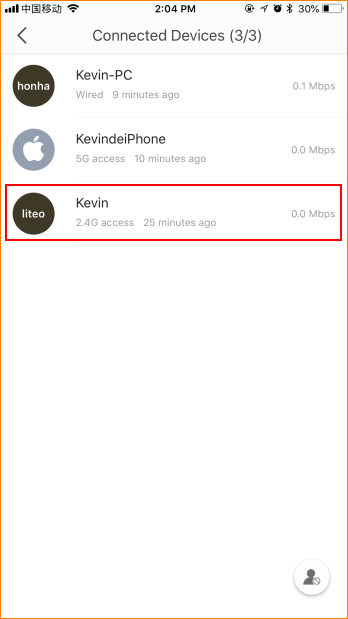 中国移动 2:04 PM 30%
Connected Devices (3/3)
honha Kevin-PC 0.1 Mbps
Wired 9 minutes ago
KevindeiPhone 0.0 Mbps
5G access 10 minutes ago
liteo Kevin 0.0 Mbps
2.4G access 25 minutes ago